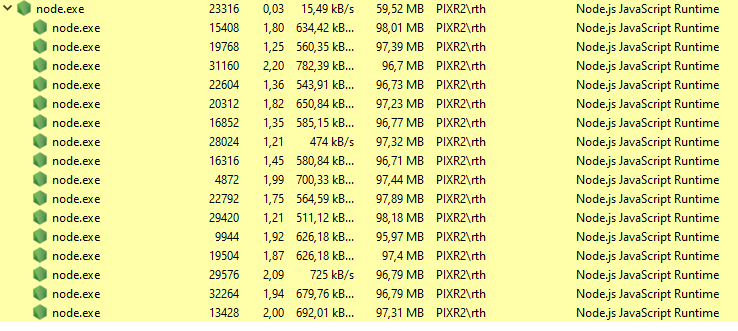 node.exe 23316 0,03 15,49 kB/s 59,52 MB PIXR2\rth Node.js JavaScript Runtime
node.exe 15408 1,80 634,42 kB... 98,01 MB PIXR2\rth Node.js JavaScript Runtime
node.exe 19768 1,25 560,35 kB... 97,39 MB PIXR2\rth Node.js JavaScript Runtime
node.exe 31160 2,20 782,39 kB... 96,7 MB PIXR2\rth Node.js JavaScript Runtime
node.exe 22604 1,36 543,91 kB... 96,73 MB PIXR2\rth Node.js JavaScript Runtime
node.exe 20312 1,82 650,84 kB... 97,23 MB PIXR2\rth Node.js JavaScript Runtime
node.exe 16852 1,35 585,15 kB... 96,77 MB PIXR2\rth Node.js JavaScript Runtime
node.exe 28024 1,21 474 kB/s 97,32 MB PIXR2\rth Node.js JavaScript Runtime
node.exe 16316 1,45 580,84 kB... 96,71 MB PIXR2\rth Node.js JavaScript Runtime
node.exe 4872 1,99 700,33 kB... 97,44 MB PIXR2\rth Node.js JavaScript Runtime
node.exe 22792 1,75 564,59 kB... 97,89 MB PIXR2\rth Node.js JavaScript Runtime
node.exe 29420 1,21 511,12 kB... 98,18 MB PIXR2\rth Node.js JavaScript Runtime
node.exe 9944 1,92 626,18 kB... 95,97 MB PIXR2\rth Node.js JavaScript Runtime
node.exe 19504 1,87 626,18 kB... 97,4 MB PIXR2\rth Node.js JavaScript Runtime
node.exe 29576 2,09 725 kB/s 96,79 MB PIXR2\rth Node.js JavaScript Runtime
node.exe 32264 1,94 679,76 kB... 96,79 MB PIXR2\rth Node.js JavaScript Runtime
node.exe 13428 2,00 692,01 kB... 97,31 MB PIXR2\rth Node.js JavaScript Runtime